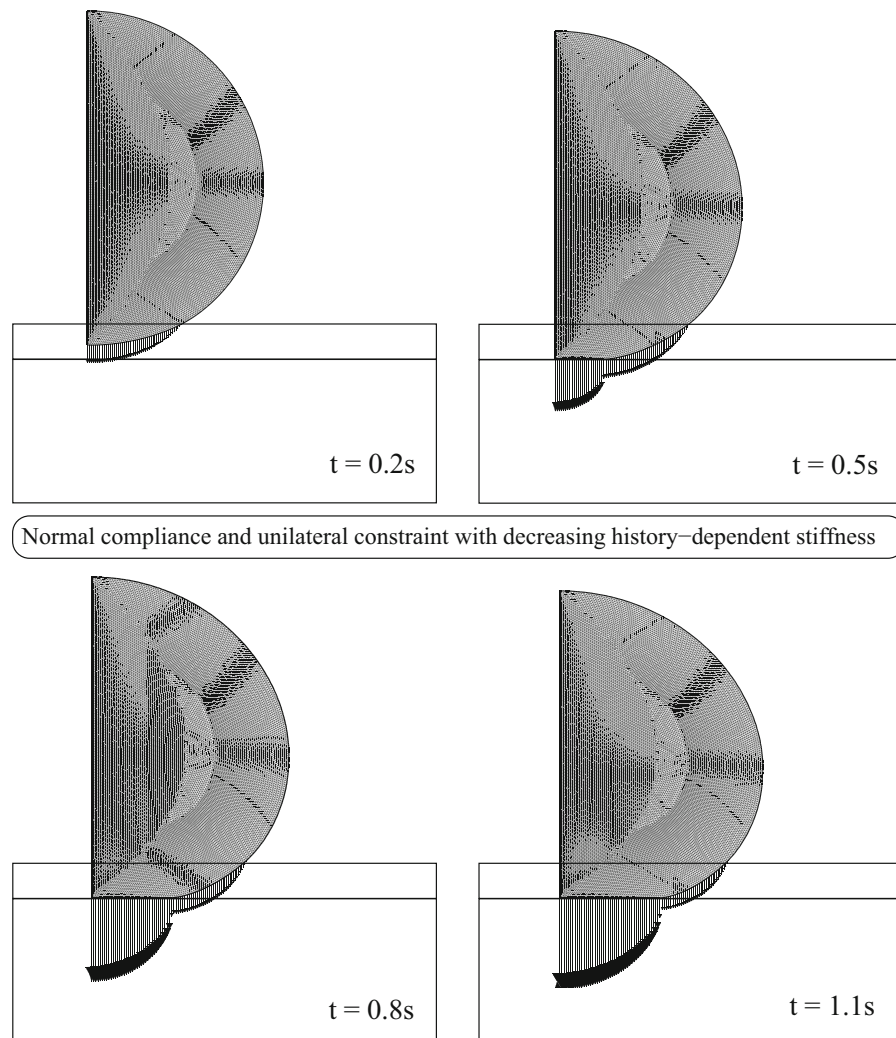 t = 0.2s
t = 0.5s
Normal compliance and unilateral constraint with decreasing history−dependent stiffness
t = 0.8s
t = 1.1s